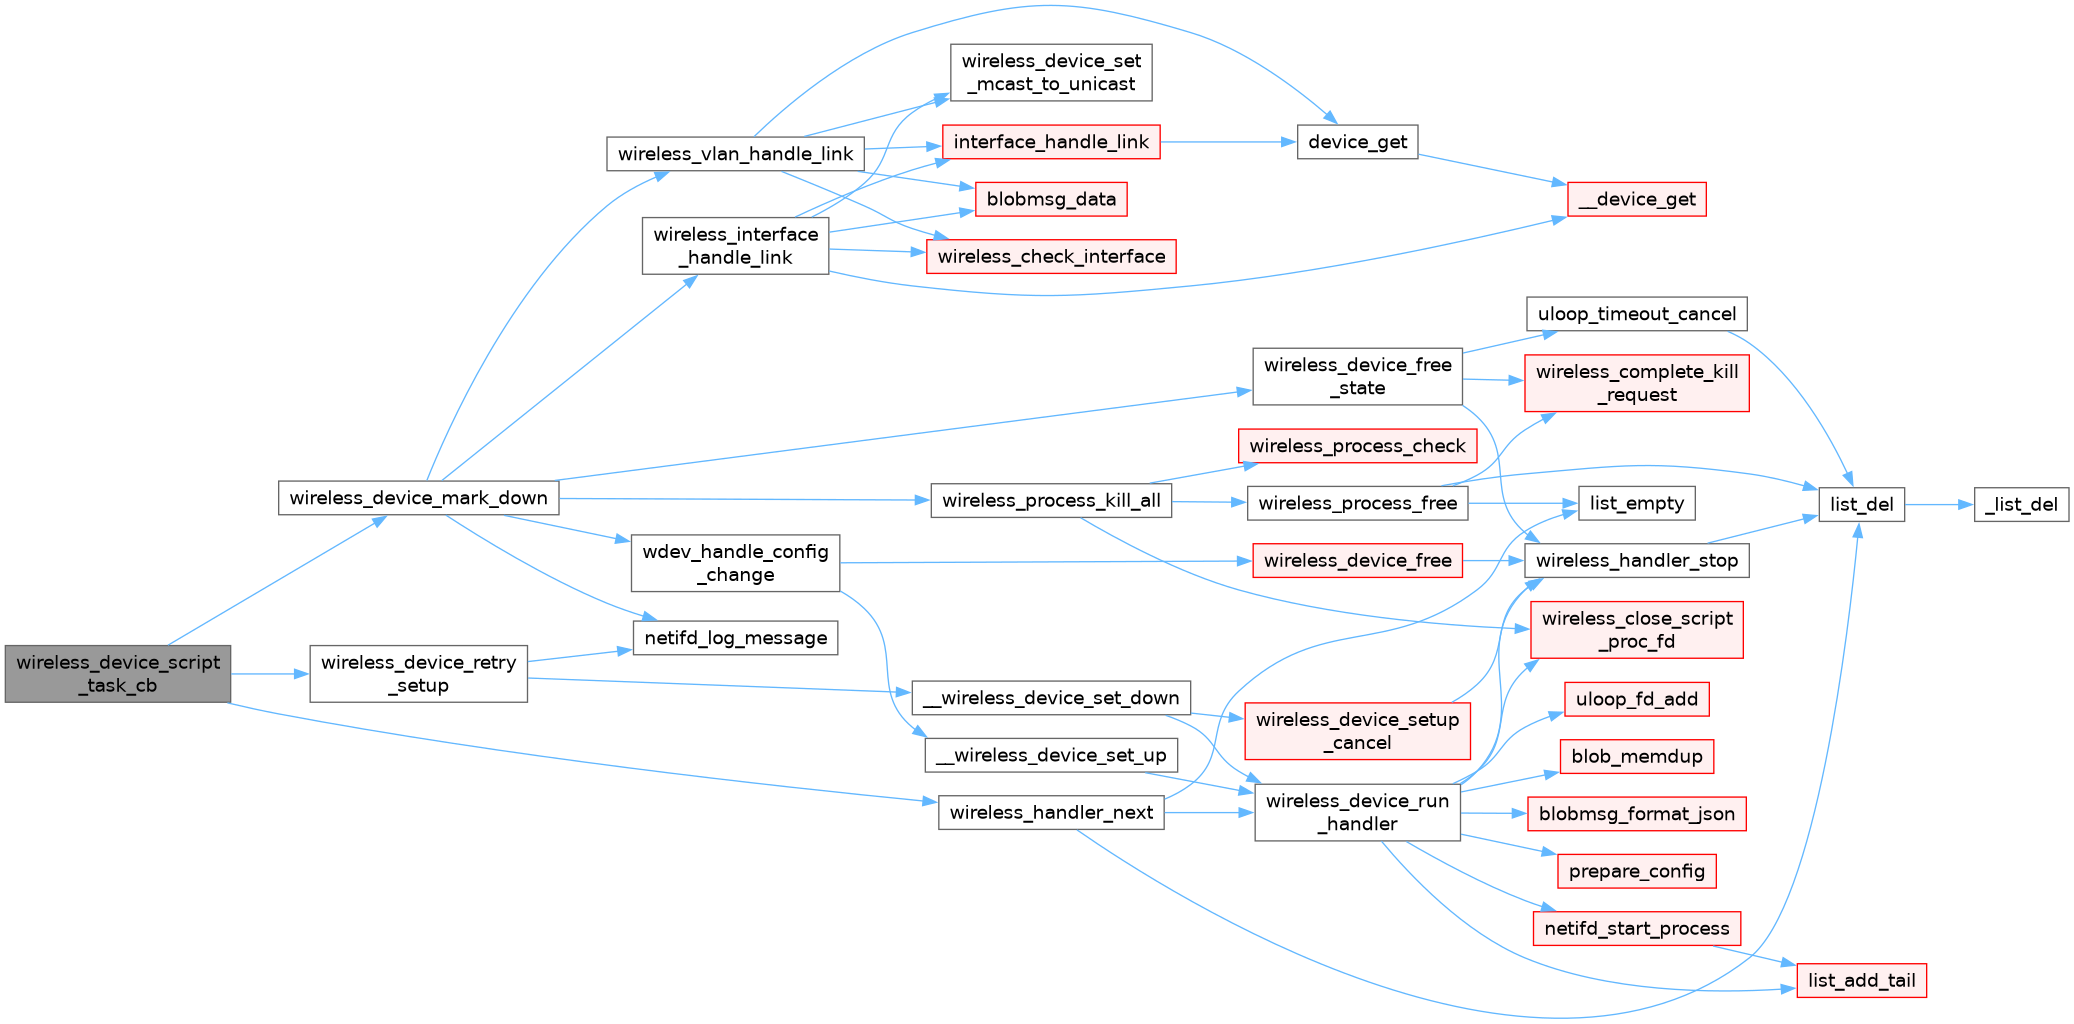 wireless_device_script
_task_cb
wireless_device_mark_down
wireless_device_retry
_setup
wireless_vlan_handle_link
wireless_interface
_handle_link
wdev_handle_config
_change
netifd_log_message
wireless_device_set
_mcast_to_unicast
interface_handle_link
blobmsg_data
wireless_check_interface
wireless_process_kill_all
__wireless_device_set_down
__wireless_device_set_up
wireless_handler_next
device_get
wireless_device_free
_state
wireless_process_check
wireless_process_free
wireless_device_free
wireless_device_setup
_cancel
wireless_device_run
_handler
__device_get
uloop_timeout_cancel
wireless_complete_kill
_request
list_empty
wireless_handler_stop
wireless_close_script
_proc_fd
uloop_fd_add
blob_memdup
blobmsg_format_json
prepare_config
netifd_start_process
list_del
list_add_tail
_list_del